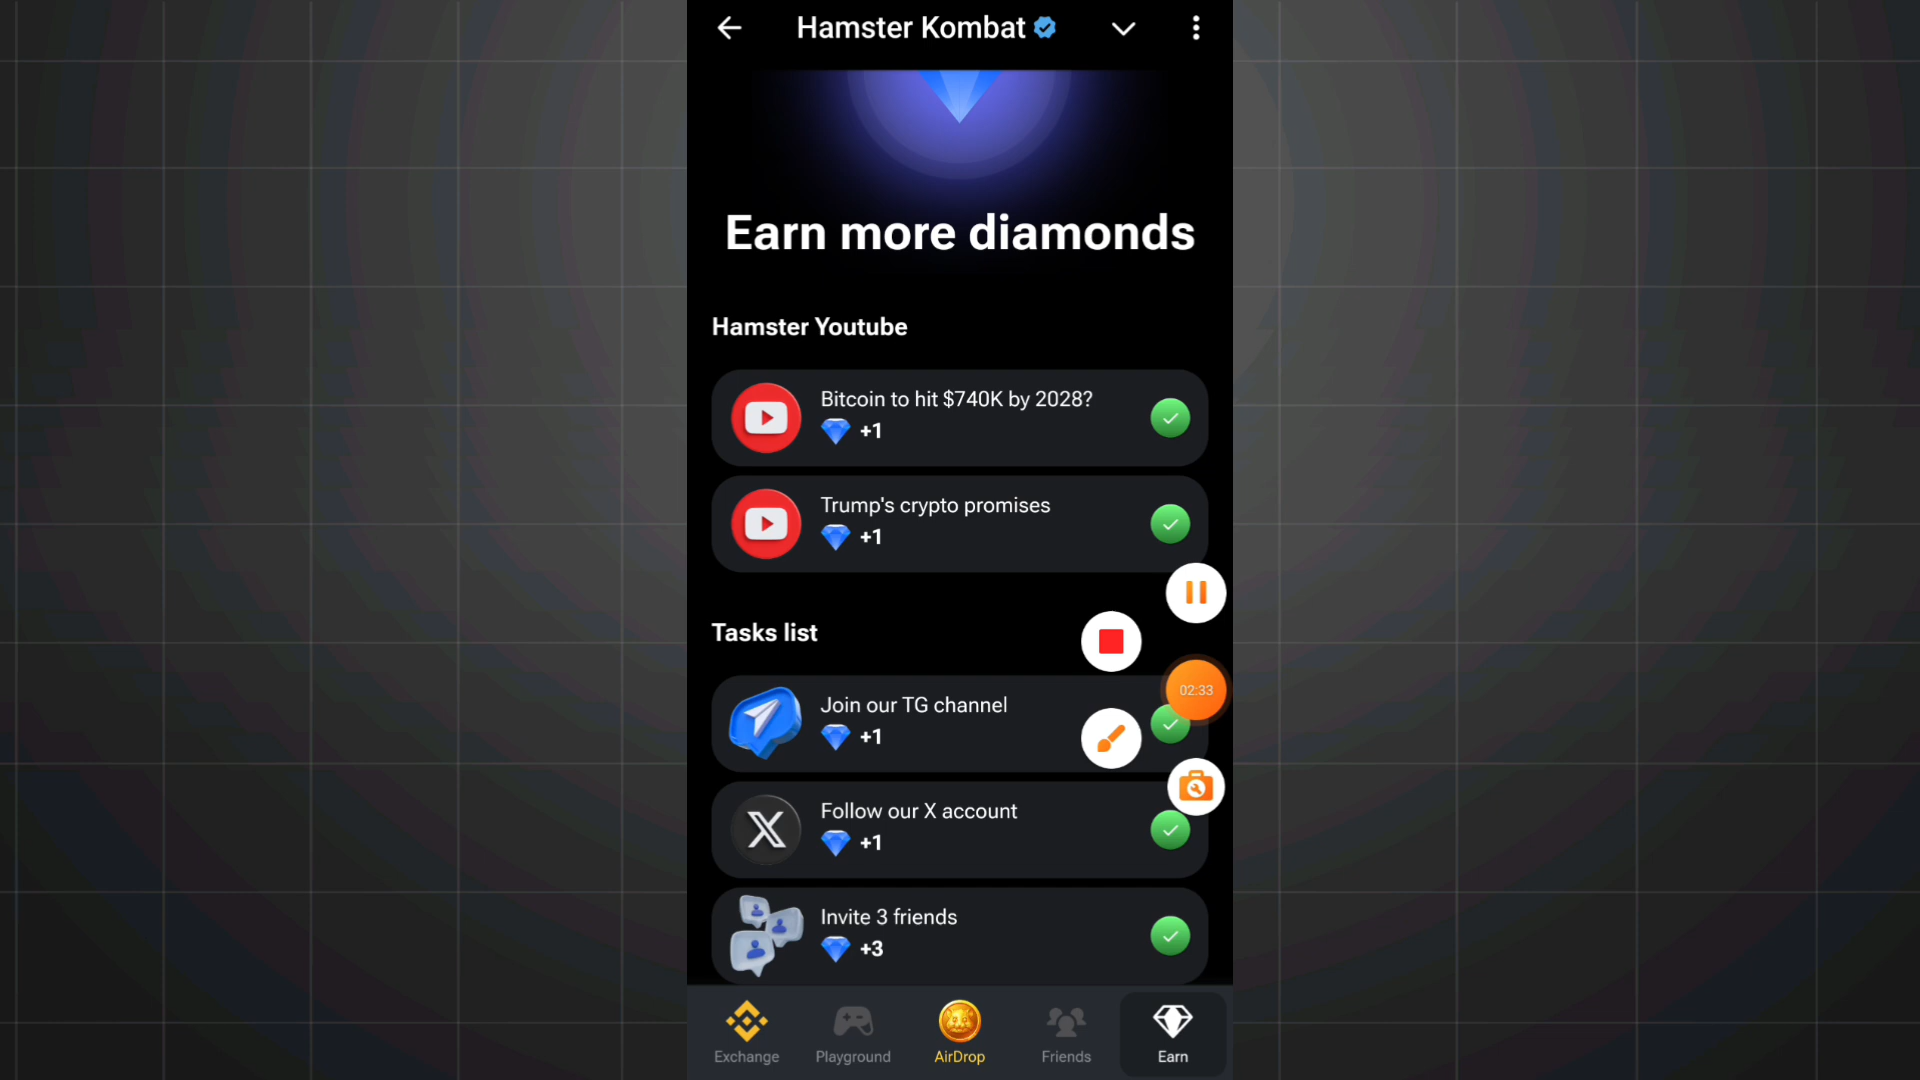 Hamster Kombat
Earn more diamonds
Hamster Youtube
Bitcoin to hit $740K by 2028?
+1
Trump's crypto promises
+1
Tasks list
Join our TG channel
+1
02:33
Follow our X account
+1
Invite 3 friends
+3
Exchange Playground AirDrop Friends Earn